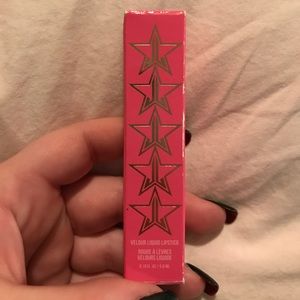 VELOUR LIQUID LIPSTICK
ROUGE À LÈVRES
VELOURS LIQUIDE